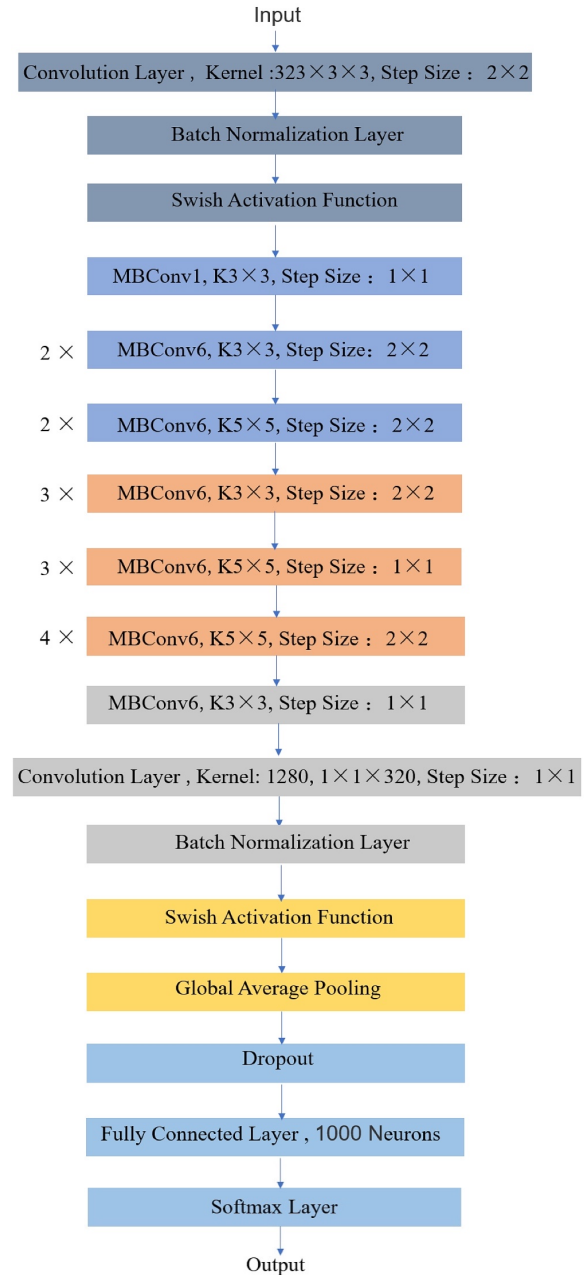 Input
Convolution Layer , Kernel :323×3×3, Step Size : 2×2
Batch Normalization Layer
Swish Activation Function
MBConv1, K3×3, Step Size : 1×1
2 × MBConv6, K3×3, Step Size: 2×2
2 × MBConv6, K5×5, Step Size : 2×2
3 × MBConv6, K3×3, Step Size : 2×2
3 × MBConv6, K5×5, Step Size : 1×1
4 × MBConv6, K5×5, Step Size : 2×2
MBConv6, K3×3, Step Size : 1×1
Convolution Layer , Kernel: 1280, 1×1×320, Step Size : 1×1
Batch Normalization Layer
Swish Activation Function
Global Average Pooling
Dropout
Fully Connected Layer , 1000 Neurons
Softmax Layer
Output